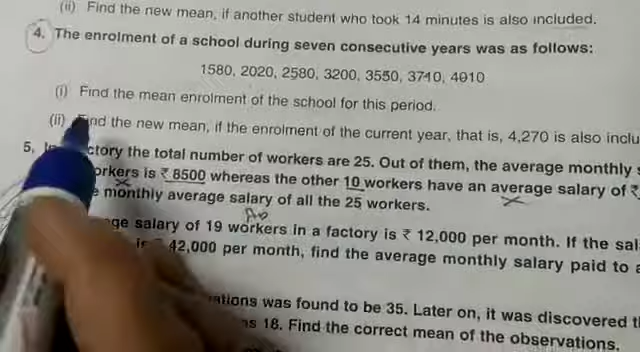 (ii) Find the new mean, if another student who took 14 minutes is also included.
4. The enrolment of a school during seven consecutive years was as follows:
1580, 2020, 2580, 3200, 3550, 3710, 4010
(i) Find the mean enrolment of the school for this period.
(ii) Find the new mean, if the enrolment of the current year, that is, 4,270 is also inclu
5. factory the total number of workers are 25. Out of them, the average monthly
orkers is ₹ 8500 whereas the other 10 workers have an average salary of ₹
monthly average salary of all the 25 workers.
ge salary of 19 workers in a factory is ₹ 12,000 per month. If the sal
is 42,000 per month, find the average monthly salary paid to a
ations was found to be 35. Later on, it was discovered t
as 18. Find the correct mean of the observations.